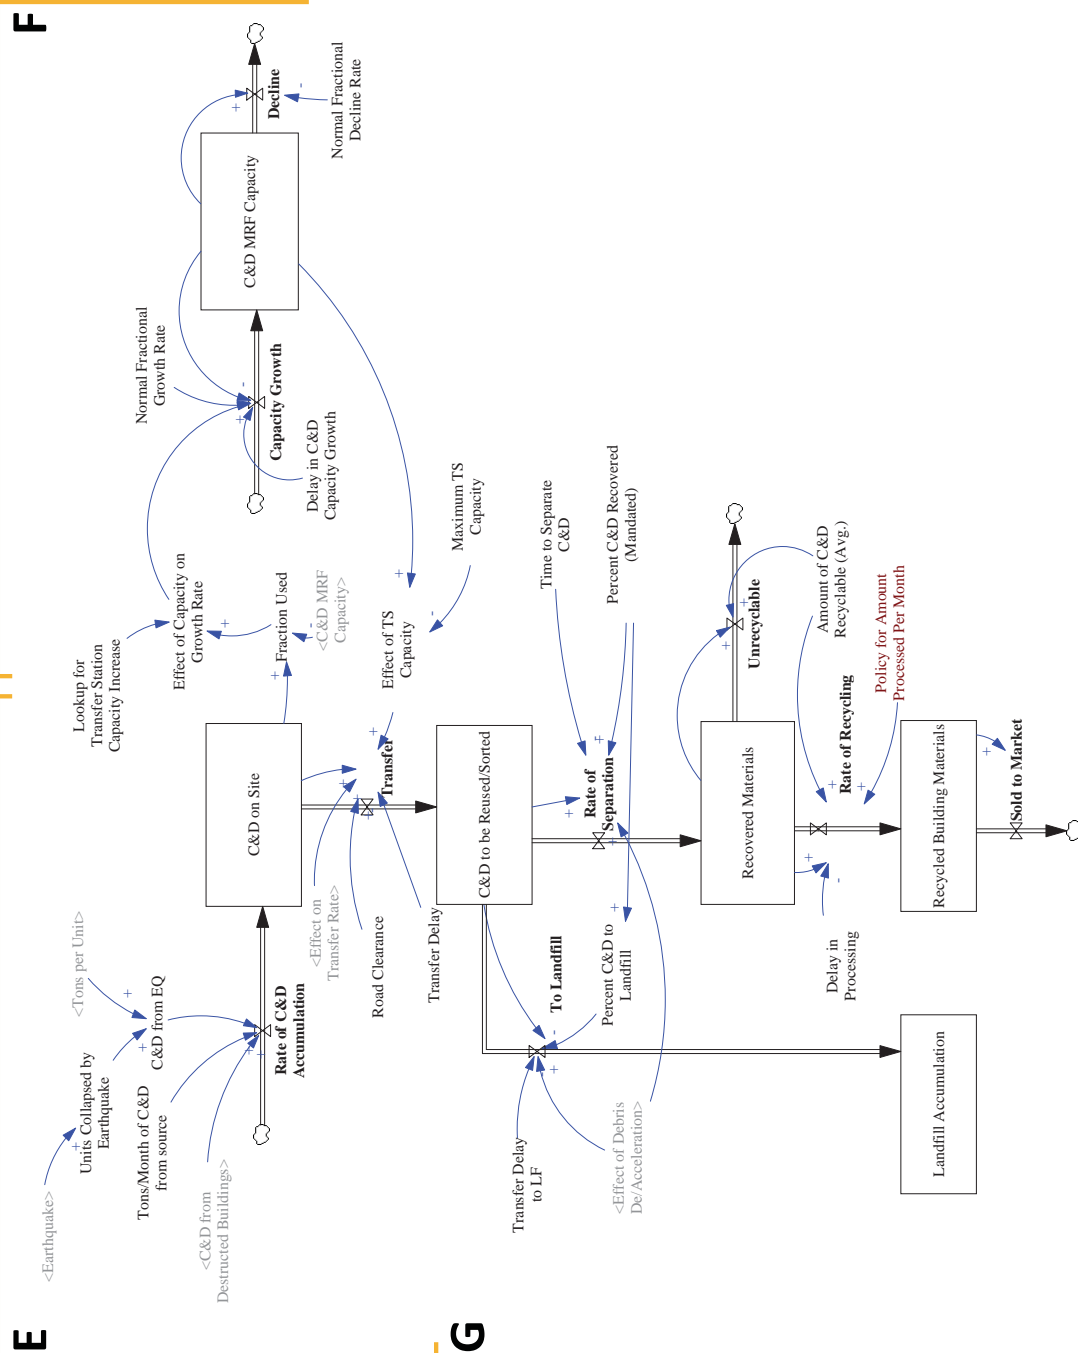 E
F
<Earthquake>
Units Collapsed by
Earthquake
<Tons per Unit>
C&D from EQ
Tons/Month of C&D
from source
<C&D from
Destructed Buildings>
Rate of C&D
Accumulation
C&D on Site
Lookup for
Transfer Station
Capacity Increase
Effect of Capacity on
Growth Rate
Fraction Used
<C&D MRF
Capacity>
Normal Fractional
Growth Rate
Capacity Growth
Delay in C&D
Capacity Growth
C&D MRF Capacity
Decline
Normal Fractional
Decline Rate
<Effect on
Transfer Rate>
Road Clearance
Transfer Delay
Transfer
Effect of TS
Capacity
Maximum TS
Capacity
G
C&D to be Reused/Sorted
Time to Separate
C&D
Percent C&D Recovered
(Mandated)
Rate of
Separation
To Landfill
Percent C&D to
Landfill
Transfer Delay
to LF
<Effect of Debris
De/Acceleration>
Recovered Materials
Unrecyclable
Amount of C&D
Recyclable (Avg.)
Policy for Amount
Processed Per Month
Rate of Recycling
Delay in
Processing
Landfill Accumulation
Recycled Building Materials
Sold to Market